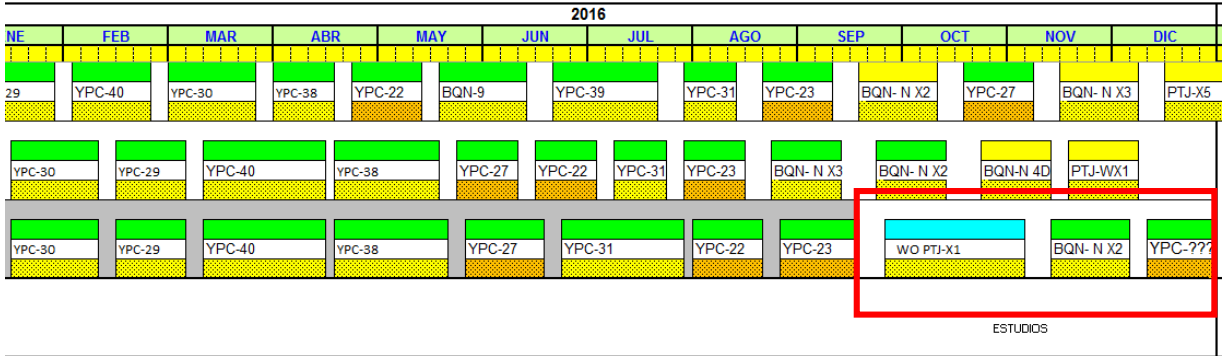 2016
NE FEB MAR ABR MAY JUN JUL AGO SEP OCT NOV DIC
29 YPC-40 YPC-30 YPC-38 YPC-22 BQN-9 YPC-39 YPC-31 YPC-23 BQN- N X2 YPC-27 BQN- N X3 PTJ-X5
YPC-30 YPC-29 YPC-40 YPC-38 YPC-27 YPC-22 YPC-31 YPC-23 BQN- N X3 BQN- N X2 BQN-N 4D PTJ-WX1
YPC-30 YPC-29 YPC-40 YPC-38 YPC-27 YPC-31 YPC-22 YPC-23 WO PTJ-X1 BQN- N X2 YPC-???
ESTUDIOS